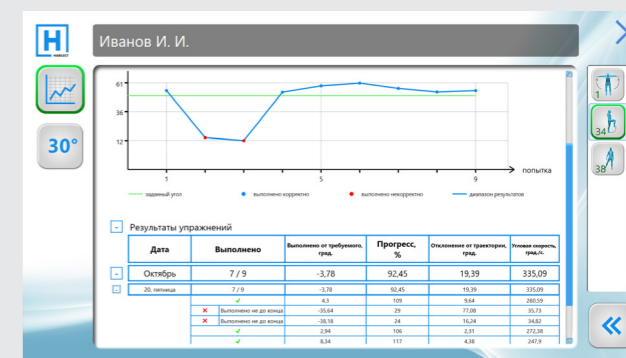 H
HABILECT
Иванов И. И.
30°
61
36
12
1
5
9
попытка
заданный угол
выполнено корректно
выполнено некорректно
диапазон результатов
- Результаты упражнений
Дата Выполнено Выполнено от требуемого, град. Прогресс, % Отклонение от траектории, град. Угловая скорость, град./с.
- Октябрь 7 / 9 -3,78 92,45 19,39 335,09
- 20, пятница 7 / 9 -3,78 92,45 19,39 335,09
✓ 4,3 109 9,64 280,59
✕ Выполнено не до конца -35,64 29 77,08 35,73
✕ Выполнено не до конца -38,18 24 16,24 34,82
✓ 2,94 106 2,31 272,38
✓ 8,34 117 4,38 247,9
1
34
38